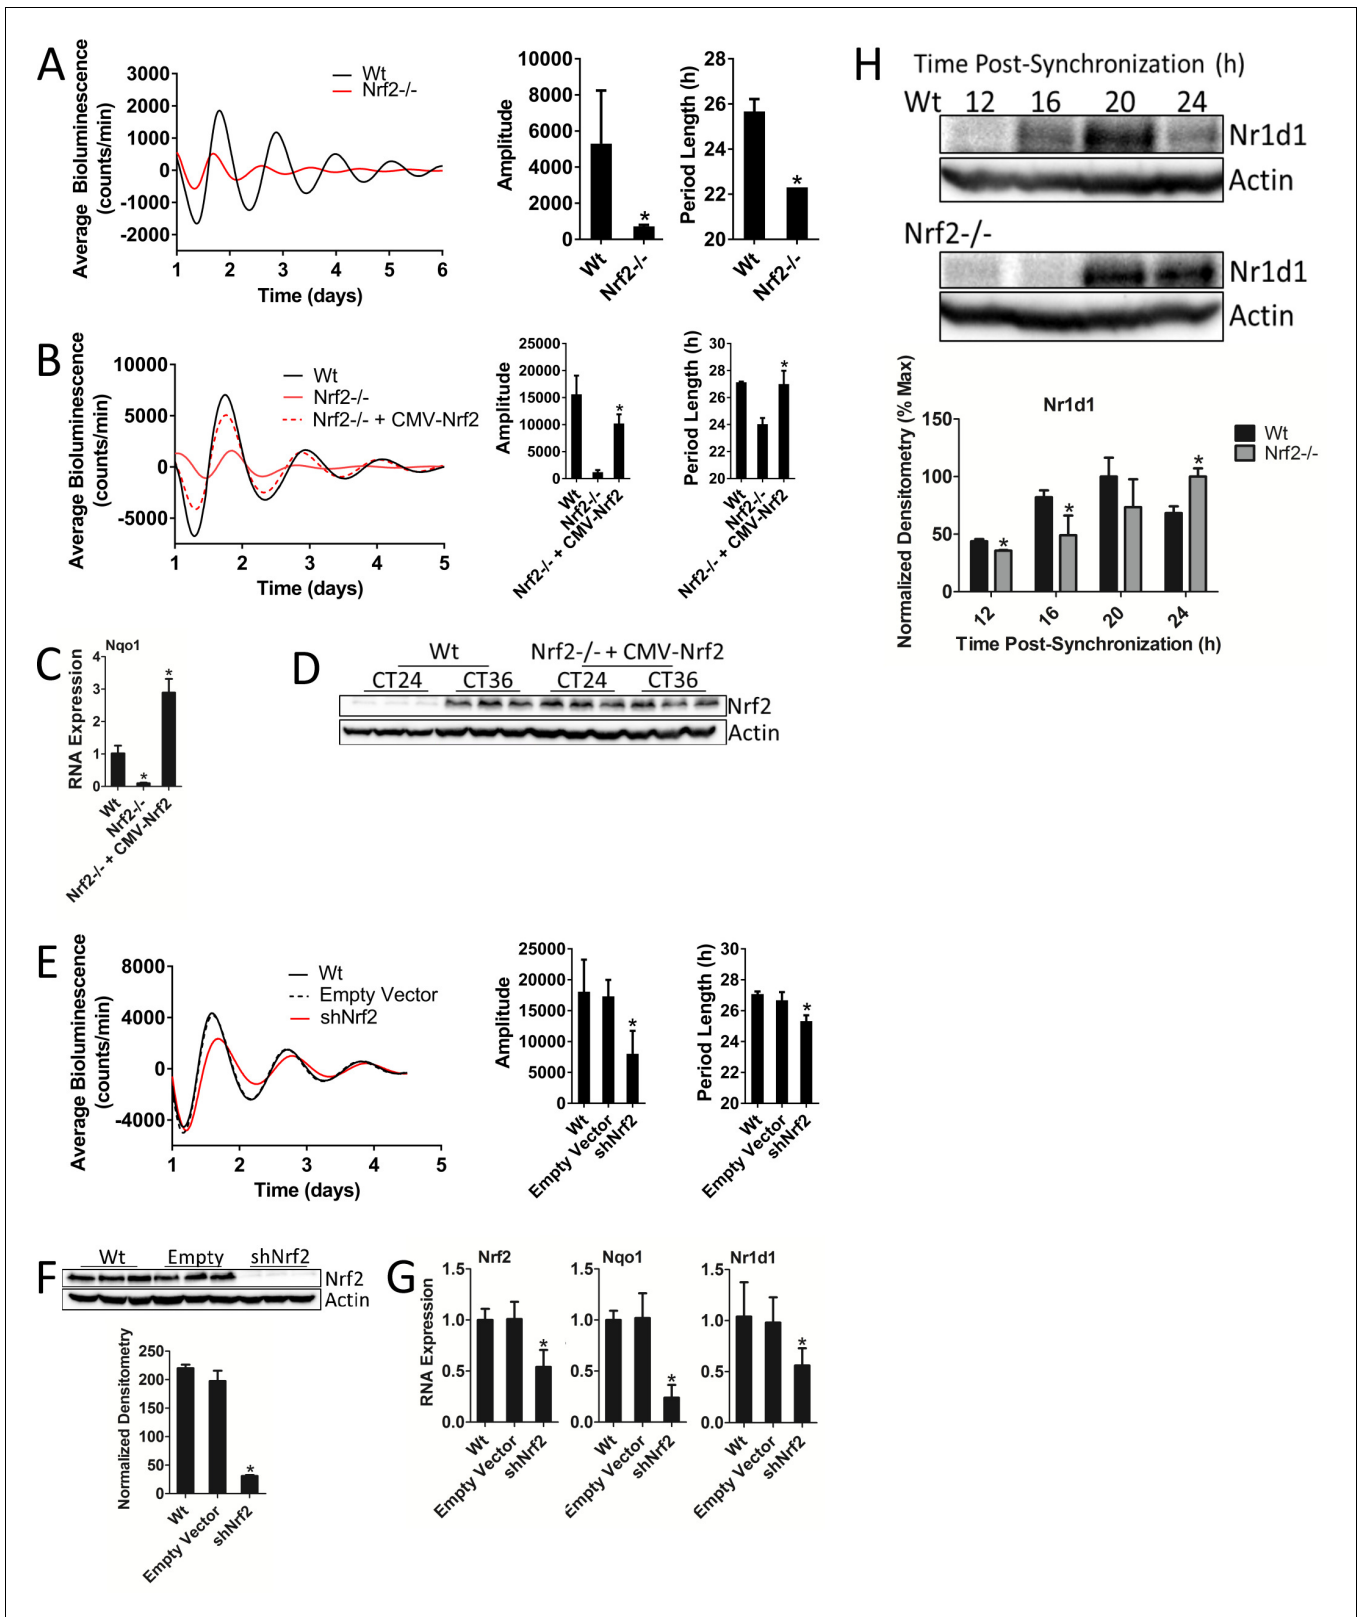 A
Average Bioluminescence
(counts/min)
3000
2000
1000
0
-1000
-2000
Wt
Nrf2-/-
1 2 3 4 5 6
Time (days)
Amplitude
10000
8000
6000
4000
2000
0
*
Wt
Nrf2-/-
Period Length (h)
28
26
24
22
20
*
Wt
Nrf2-/-
B
Average Bioluminescence
(counts/min)
10000
5000
0
-5000
Wt
Nrf2-/-
Nrf2-/- + CMV-Nrf2
1 2 3 4 5
Time (days)
Amplitude
25000
20000
15000
10000
5000
0
*
Wt
Nrf2-/-
Nrf2-/- + CMV-Nrf2
Period Length (h)
30
28
26
24
22
20
*
Wt
Nrf2-/-
Nrf2-/- + CMV-Nrf2
C
Nqo1
RNA Expression
4
3
2
1
0
*
*
Wt
Nrf2-/-
Nrf2-/- + CMV-Nrf2
D
Wt Nrf2-/- + CMV-Nrf2
CT24 CT36 CT24 CT36
Nrf2
Actin
E
Average Bioluminescence
(counts/min)
8000
4000
0
-4000
Wt
Empty Vector
shNrf2
1 2 3 4 5
Time (days)
Amplitude
25000
20000
15000
10000
5000
0
*
Wt
Empty Vector
shNrf2
Period Length (h)
30
28
26
24
22
20
*
Wt
Empty Vector
shNrf2
F
Wt Empty shNrf2
Nrf2
Actin
Normalized Densitometry
250
200
150
100
50
0
*
Wt
Empty Vector
shNrf2
G
RNA Expression
Nrf2
1.5
1.0
0.5
0.0
*
Wt
Empty Vector
shNrf2
Nqo1
1.5
1.0
0.5
0.0
*
Wt
Empty Vector
shNrf2
Nr1d1
1.5
1.0
0.5
0.0
*
Wt
Empty Vector
shNrf2
H
Time Post-Synchronization (h)
Wt 12 16 20 24
Nr1d1
Actin
Nrf2-/-
Nr1d1
Actin
Nr1d1
Normalized Densitometry (% Max)
150
100
50
0
Wt
Nrf2-/-
*
*
*
12 16 20 24
Time Post-Synchronization (h)